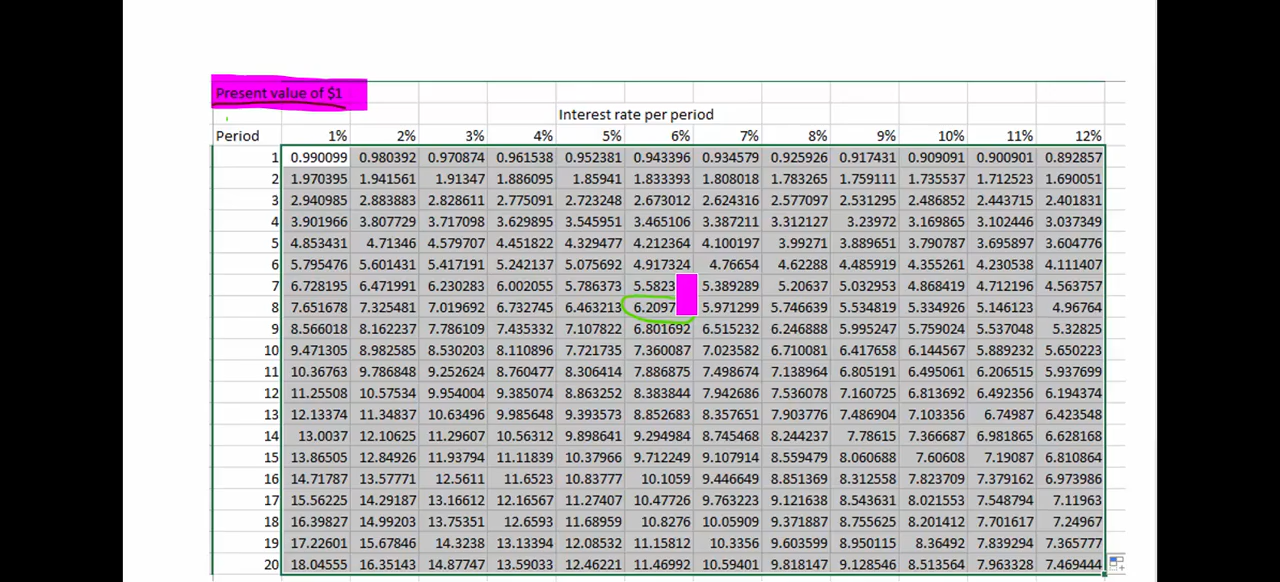 Present value of $1
Interest rate per period
Period 1% 2% 3% 4% 5% 6% 7% 8% 9% 10% 11% 12%
1 0.990099 0.980392 0.970874 0.961538 0.952381 0.943396 0.934579 0.925926 0.917431 0.909091 0.900901 0.892857
2 1.970395 1.941561 1.91347 1.886095 1.85941 1.833393 1.808018 1.783265 1.759111 1.735537 1.712523 1.690051
3 2.940985 2.883883 2.828611 2.775091 2.723248 2.673012 2.624316 2.577097 2.531295 2.486852 2.443715 2.401831
4 3.901966 3.807729 3.717098 3.629895 3.545951 3.465106 3.387211 3.312127 3.23972 3.169865 3.102446 3.037349
5 4.853431 4.71346 4.579707 4.451822 4.329477 4.212364 4.100197 3.99271 3.889651 3.790787 3.695897 3.604776
6 5.795476 5.601431 5.417191 5.242137 5.075692 4.917324 4.76654 4.62288 4.485919 4.355261 4.230538 4.111407
7 6.728195 6.471991 6.230283 6.002055 5.786373 5.5823 5.389289 5.20637 5.032953 4.868419 4.712196 4.563757
8 7.651678 7.325481 7.019692 6.732745 6.463213 6.2097 5.971299 5.746639 5.534819 5.334926 5.146123 4.96764
9 8.566018 8.162237 7.786109 7.435332 7.107822 6.801692 6.515232 6.246888 5.995247 5.759024 5.537048 5.32825
10 9.471305 8.982585 8.530203 8.110896 7.721735 7.360087 7.023582 6.710081 6.417658 6.144567 5.889232 5.650223
11 10.36763 9.786848 9.252624 8.760477 8.306414 7.886875 7.498674 7.138964 6.805191 6.495061 6.206515 5.937699
12 11.25508 10.57534 9.954004 9.385074 8.863252 8.383844 7.942686 7.536078 7.160725 6.813692 6.492356 6.194374
13 12.13374 11.34837 10.63496 9.985648 9.393573 8.852683 8.357651 7.903776 7.486904 7.103356 6.74987 6.423548
14 13.0037 12.10625 11.29607 10.56312 9.898641 9.294984 8.745468 8.244237 7.78615 7.366687 6.981865 6.628168
15 13.86505 12.84926 11.93794 11.11839 10.37966 9.712249 9.107914 8.559479 8.060688 7.60608 7.19087 6.810864
16 14.71787 13.57771 12.5611 11.6523 10.83777 10.1059 9.446649 8.851369 8.312558 7.823709 7.379162 6.973986
17 15.56225 14.29187 13.16612 12.16567 11.27407 10.47726 9.763223 9.121638 8.543631 8.021553 7.548794 7.11963
18 16.39827 14.99203 13.75351 12.6593 11.68959 10.8276 10.05909 9.371887 8.755625 8.201412 7.701617 7.24967
19 17.22601 15.67846 14.3238 13.13394 12.08532 11.15812 10.3356 9.603599 8.950115 8.36492 7.839294 7.365777
20 18.04555 16.35143 14.87747 13.59033 12.46221 11.46992 10.59401 9.818147 9.128546 8.513564 7.963328 7.469444